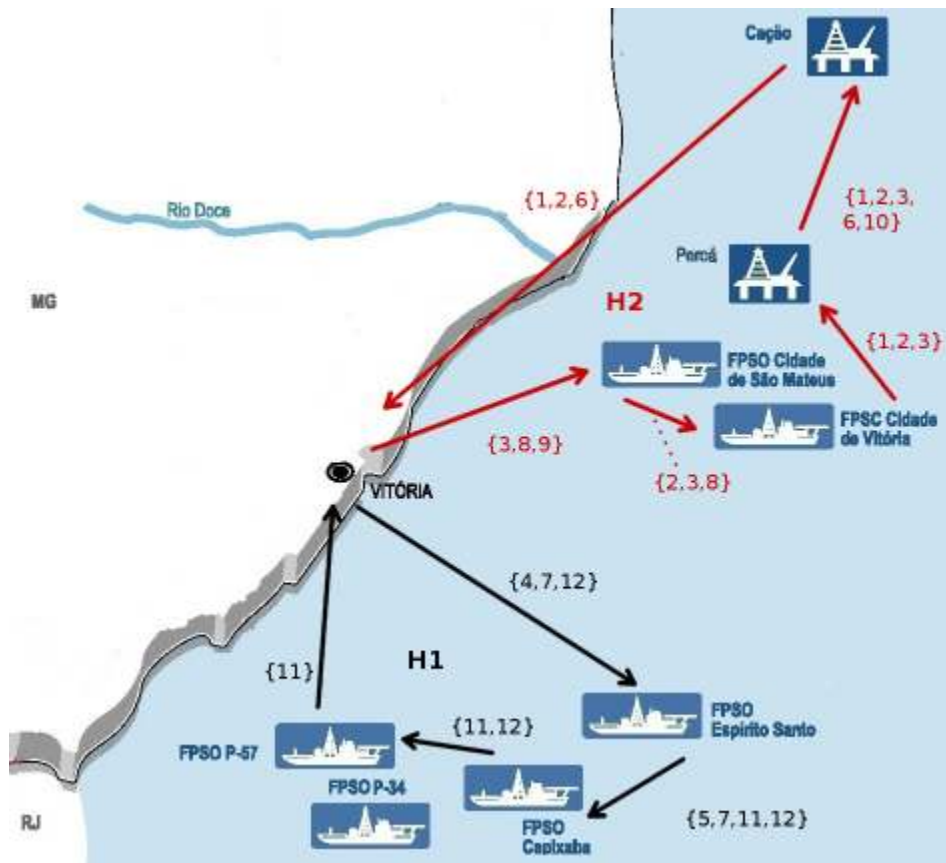 Cação
{1,2,6}
{1,2,3,
6,10}
Rio Doce
Peroá
MG
H2
{1,2,3}
FPSO Cidade
de São Mateus
FPSC Cidade
de Vitória
{3,8,9}
{2,3,8}
VITÓRIA
{4,7,12}
H1
{11}
FPSO
Espírito Santo
{11,12}
FPSO P-57
FPSO P-34
{5,7,11,12}
RJ
FPSO
Capixaba